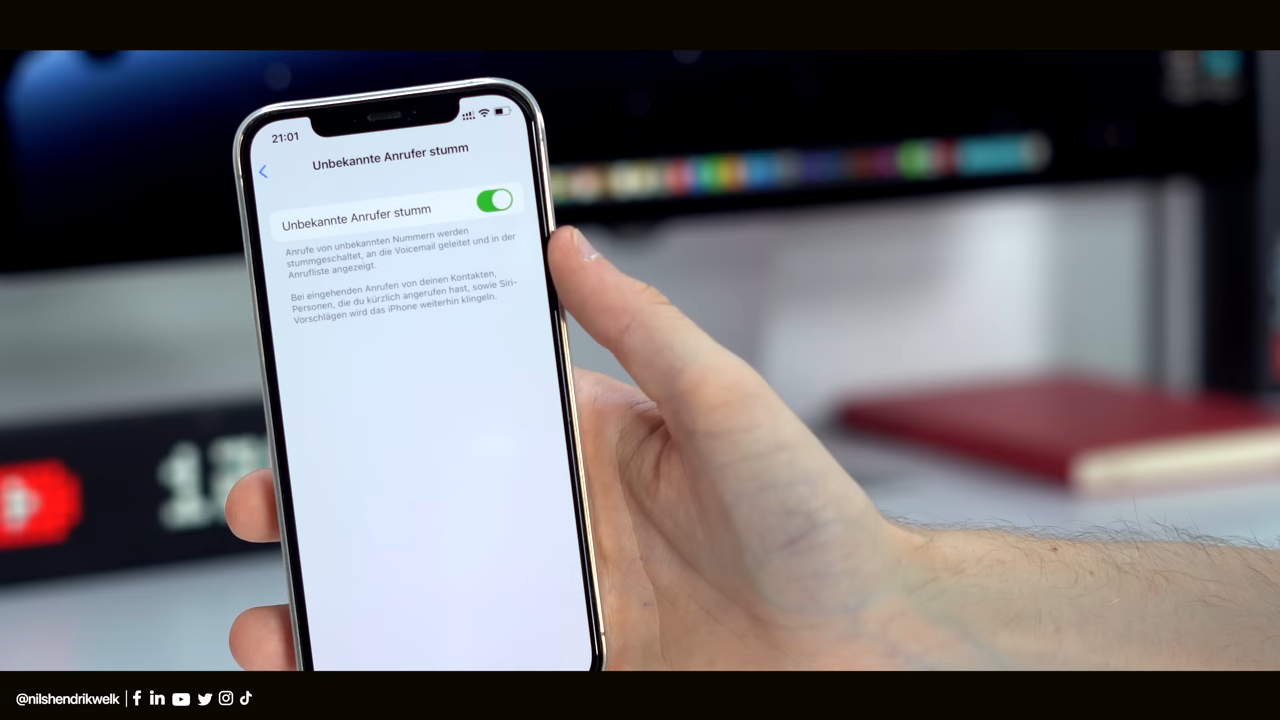 21:01
Unbekannte Anrufer stumm
Unbekannte Anrufer stumm
Anrufe von unbekannten Nummern werden
stummgeschaltet, an die Voicemail geleitet und in der
Anrufliste angezeigt.
Bei eingehenden Anrufen von deinen Kontakten,
Personen, die du kürzlich angerufen hast, sowie Siri-
Vorschlägen wird das iPhone weiterhin klingeln.
@nilshendrikwelk